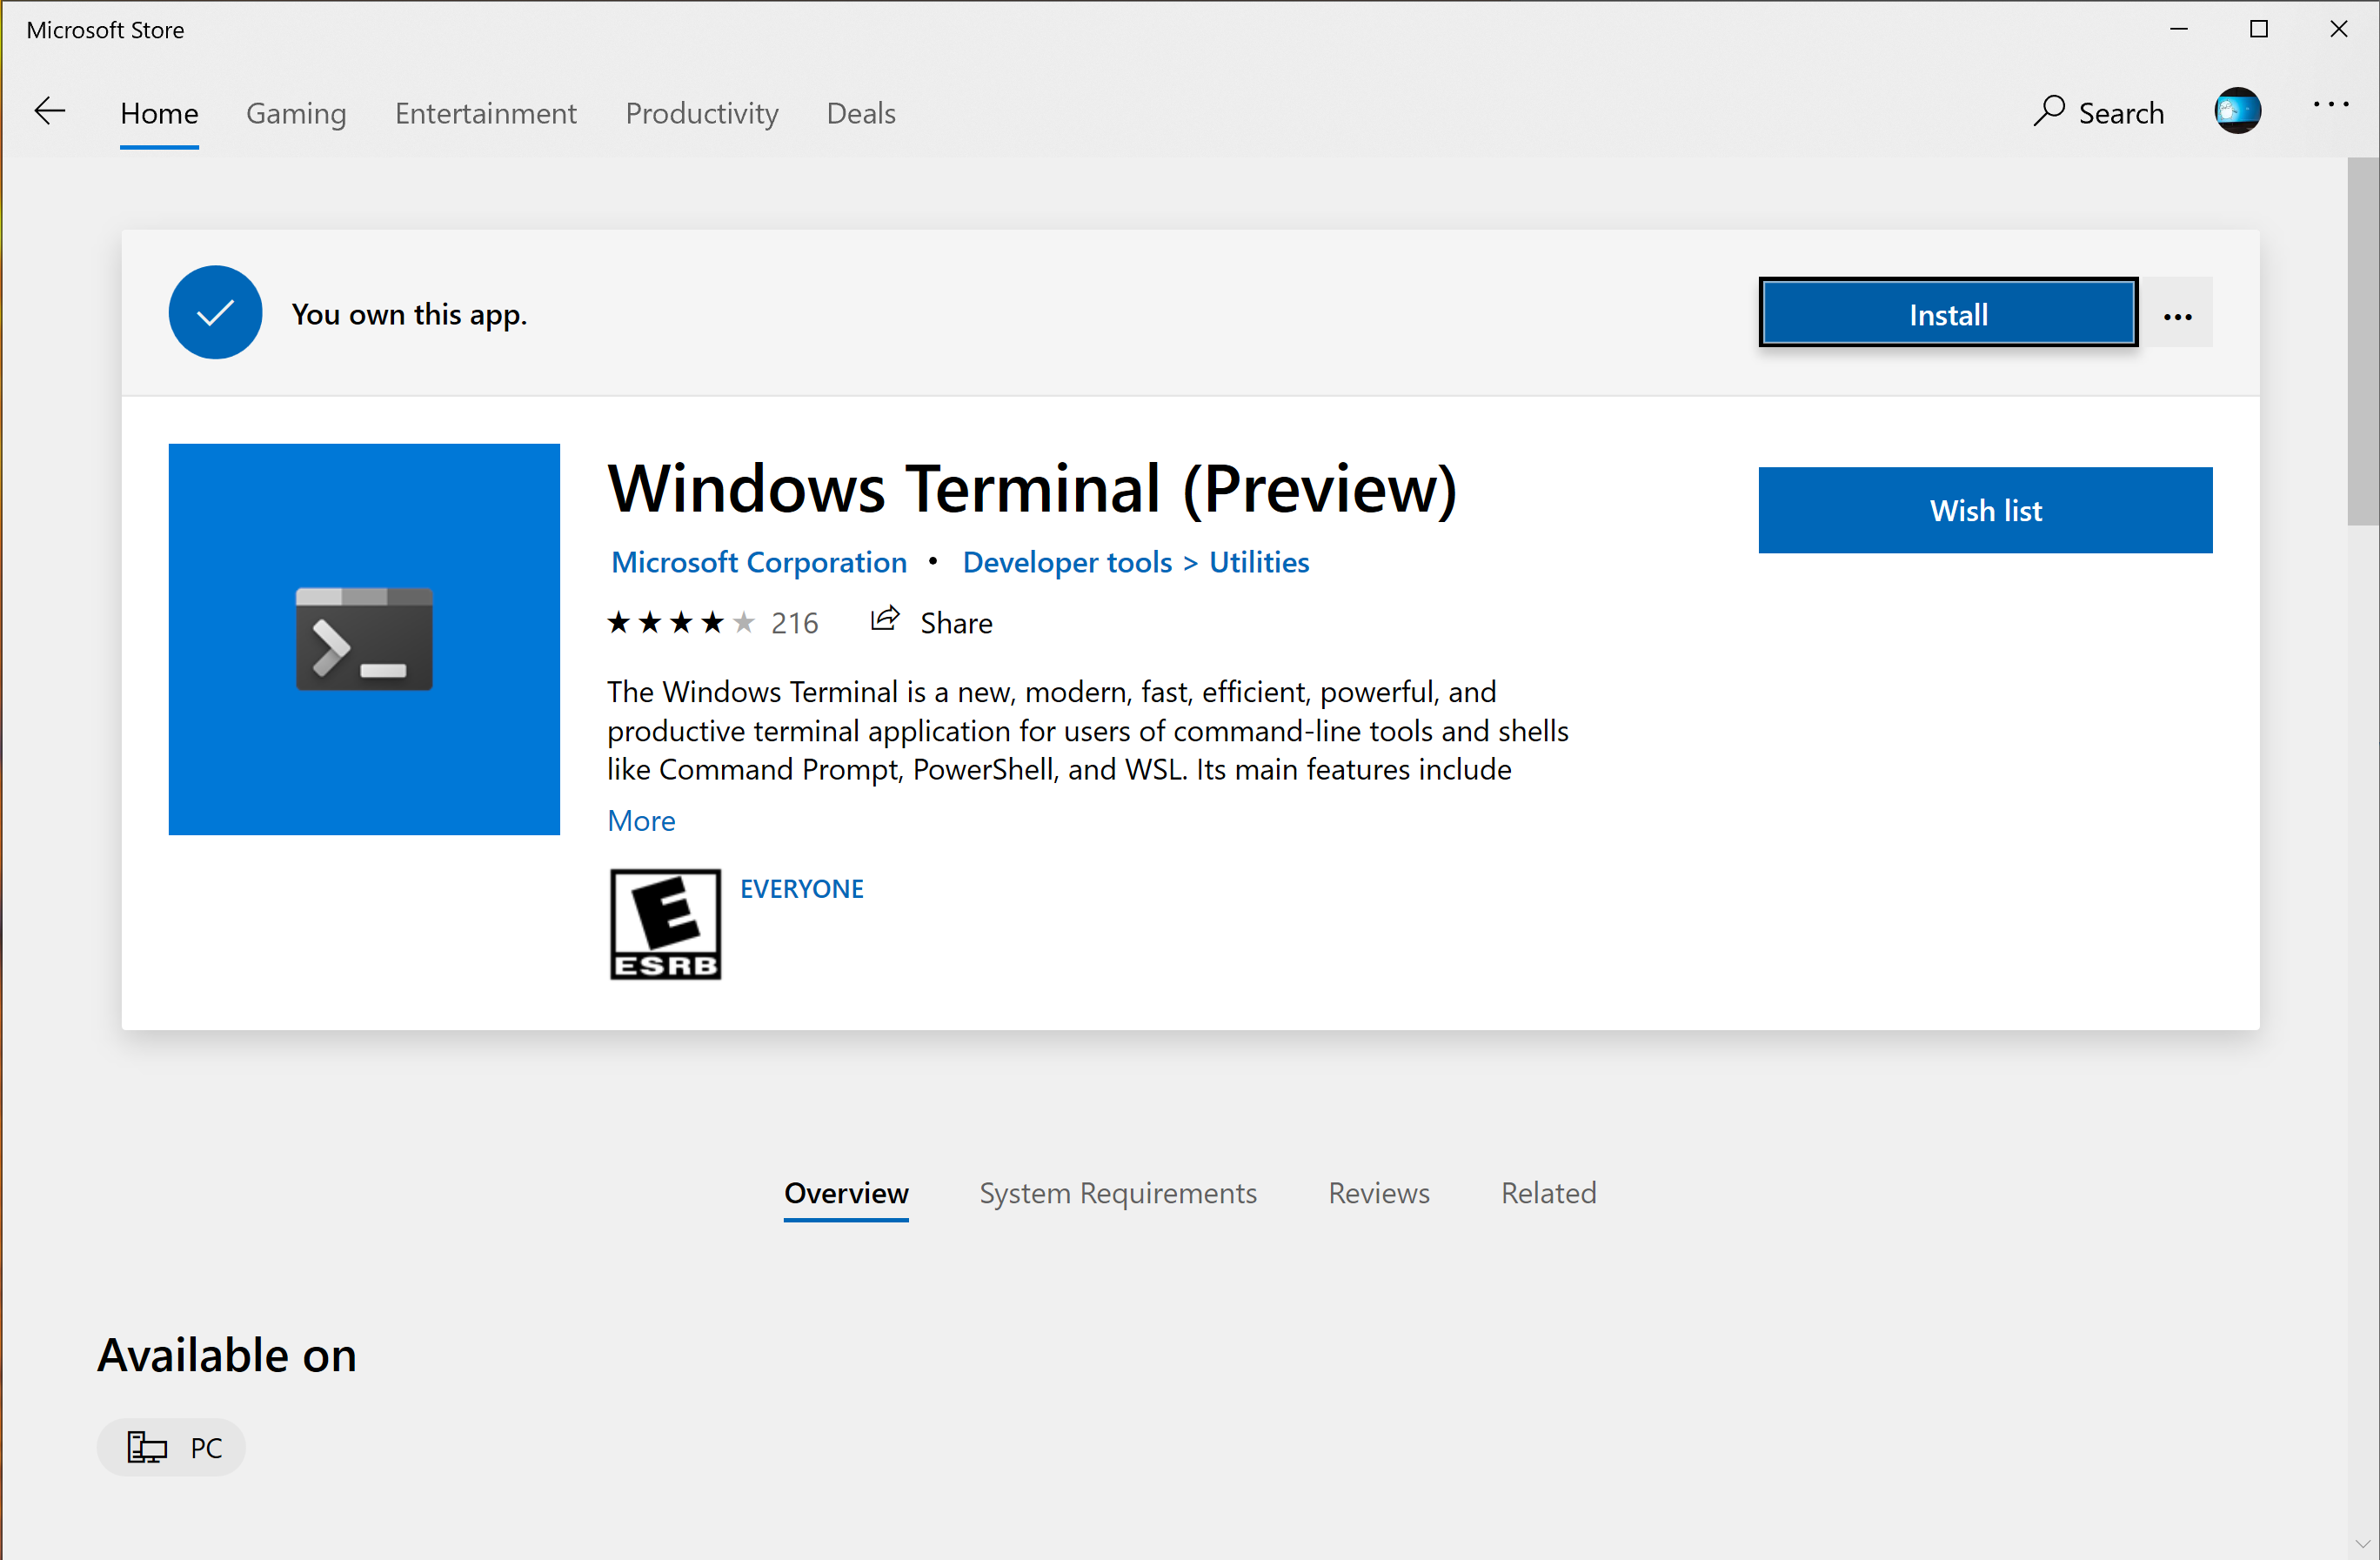 Microsoft Store
Home Gaming Entertainment Productivity Deals Search
You own this app. Install
Windows Terminal (Preview)
Wish list
Microsoft Corporation • Developer tools > Utilities
216 Share
The Windows Terminal is a new, modern, fast, efficient, powerful, and
productive terminal application for users of command-line tools and shells
like Command Prompt, PowerShell, and WSL. Its main features include
More
E
ESRB
EVERYONE
Overview System Requirements Reviews Related
Available on
PC